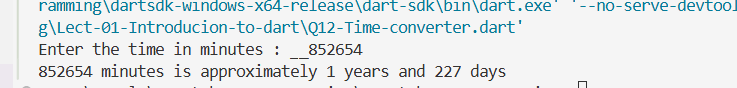 ramming\dartsdk-windows-x64-release\dart-sdk\bin\dart.exe' '--no-serve-devtool
g\Lect-01-Introducion-to-dart\Q12-Time-converter.dart'
Enter the time in minutes : __852654
852654 minutes is approximately 1 years and 227 days